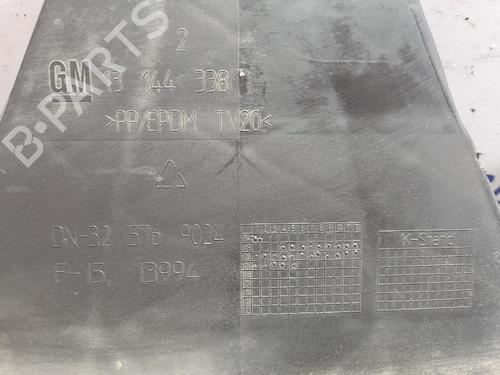 B-PARTS
2
GM 13 144 338
>PP/EPDM TV20<
DN-32 576 9024
F-15, 13994
K-Stand